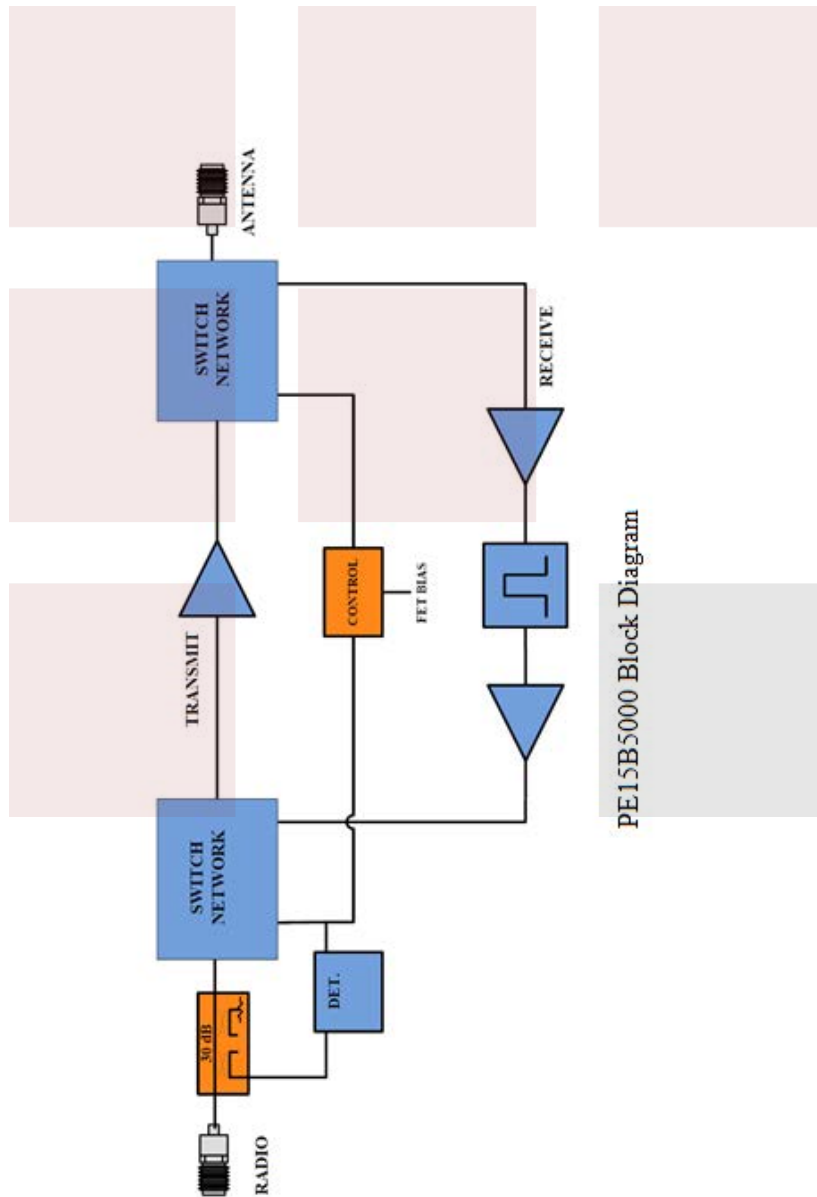 RADIO
30 dB
DET.
SWITCH
NETWORK
TRANSMIT
CONTROL
FET BIAS
SWITCH
NETWORK
ANTENNA
RECEIVE
PE15B5000 Block Diagram